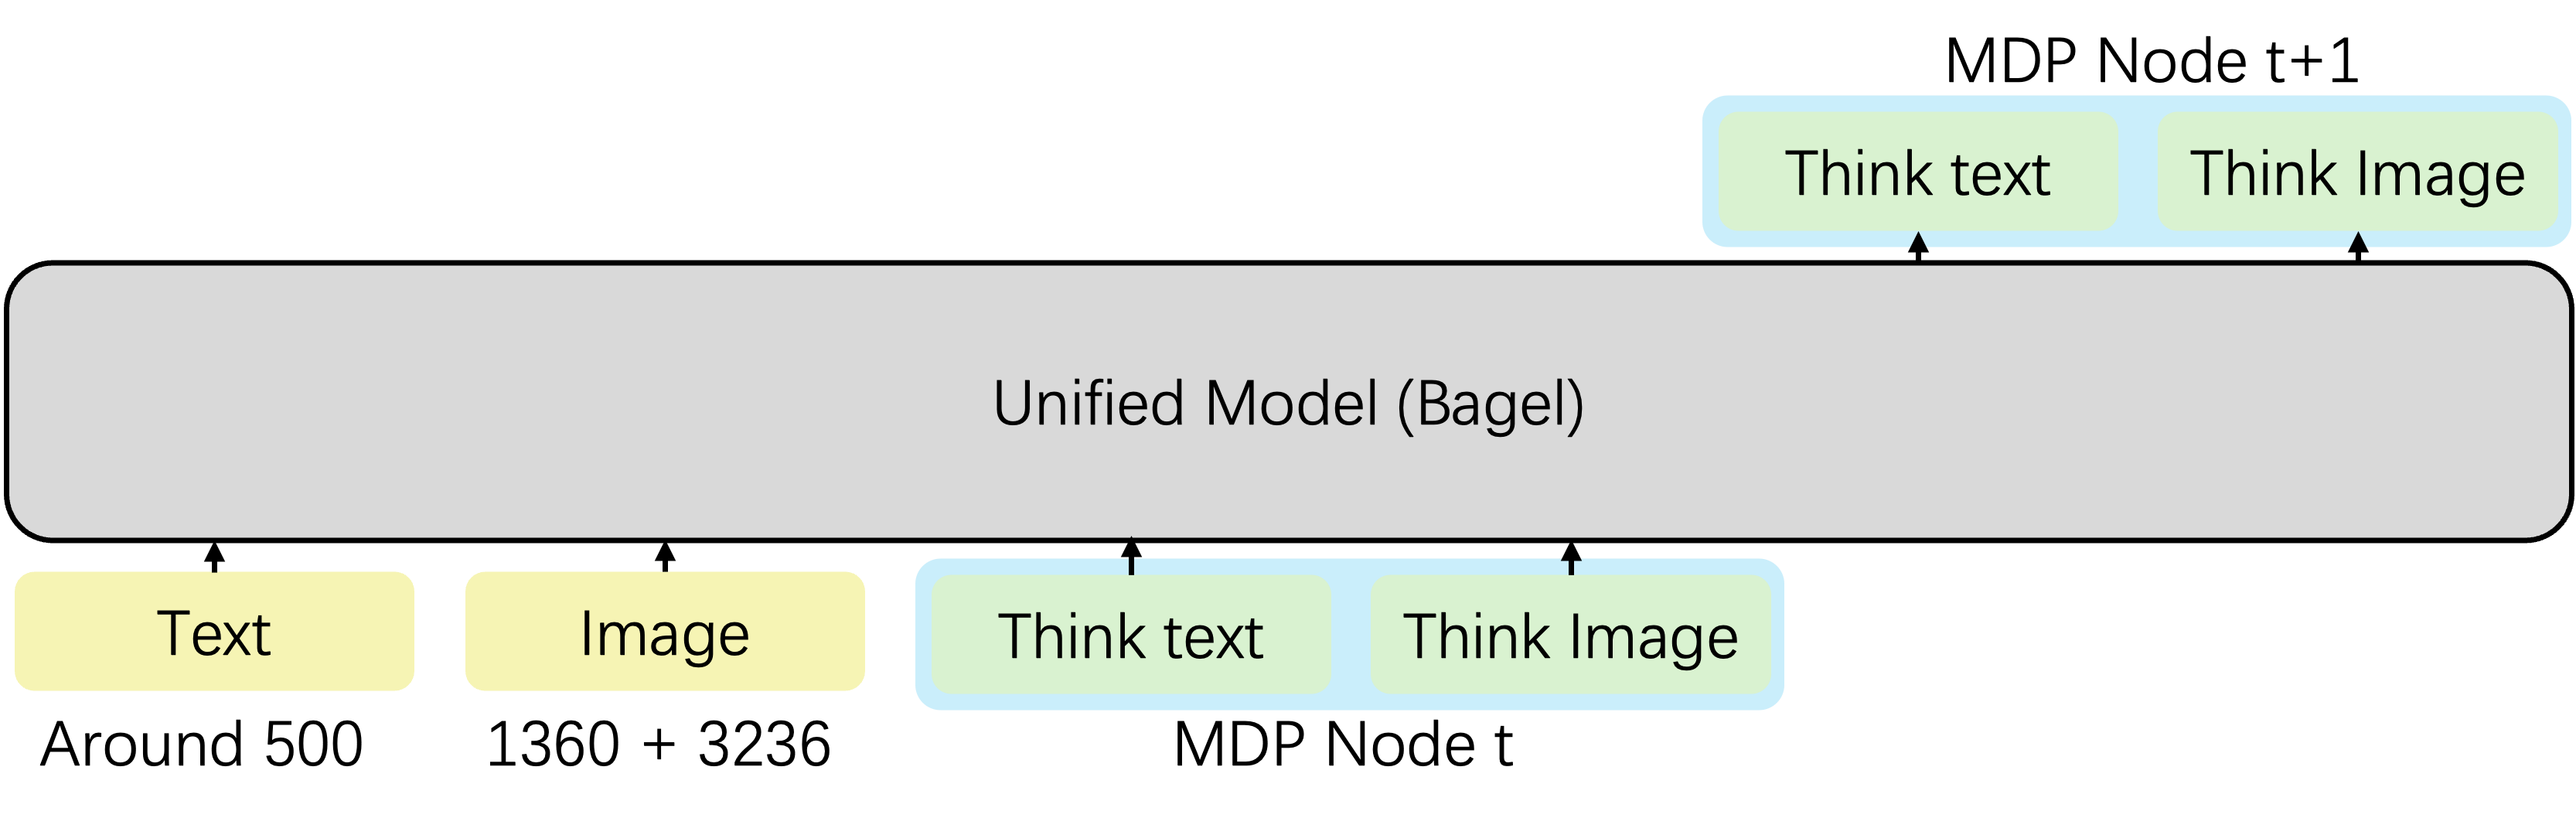 MDP Node t+1
Think text
Think Image
Unified Model (Bagel)
Text
Image
Think text
Think Image
Around 500
1360 + 3236
MDP Node t